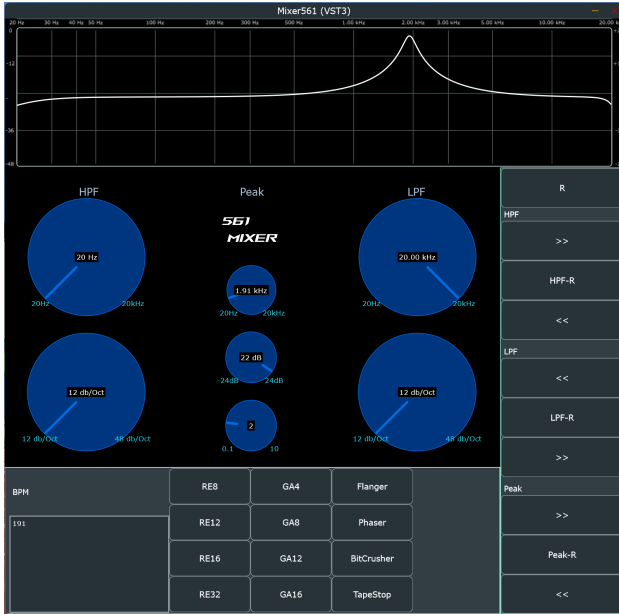 Mixer561 (VST3)
20 Hz 30 Hz 40 Hz 50 Hz 100 Hz 200 Hz 300 Hz 500 Hz 1.00 kHz 2.00 kHz 3.00 kHz 5.00 kHz 10.00 kHz
0
-12
-36
-48
HPF Peak LPF
561
MIXER
20 Hz
20Hz 20kHz
1.91 kHz
20Hz 20kHz
20.00 kHz
20Hz 20kHz
22 dB
-24dB 24dB
12 db/Oct
12 db/Oct 48 db/Oct
2
0.1 10
12 db/Oct
12 db/Oct 48 db/Oct
R
HPF
>>
HPF-R
<<
LPF
<<
LPF-R
>>
Peak
>>
Peak-R
<<
BPM
191
RE8 GA4 Flanger
RE12 GA8 Phaser
RE16 GA12 BitCrusher
RE32 GA16 TapeStop